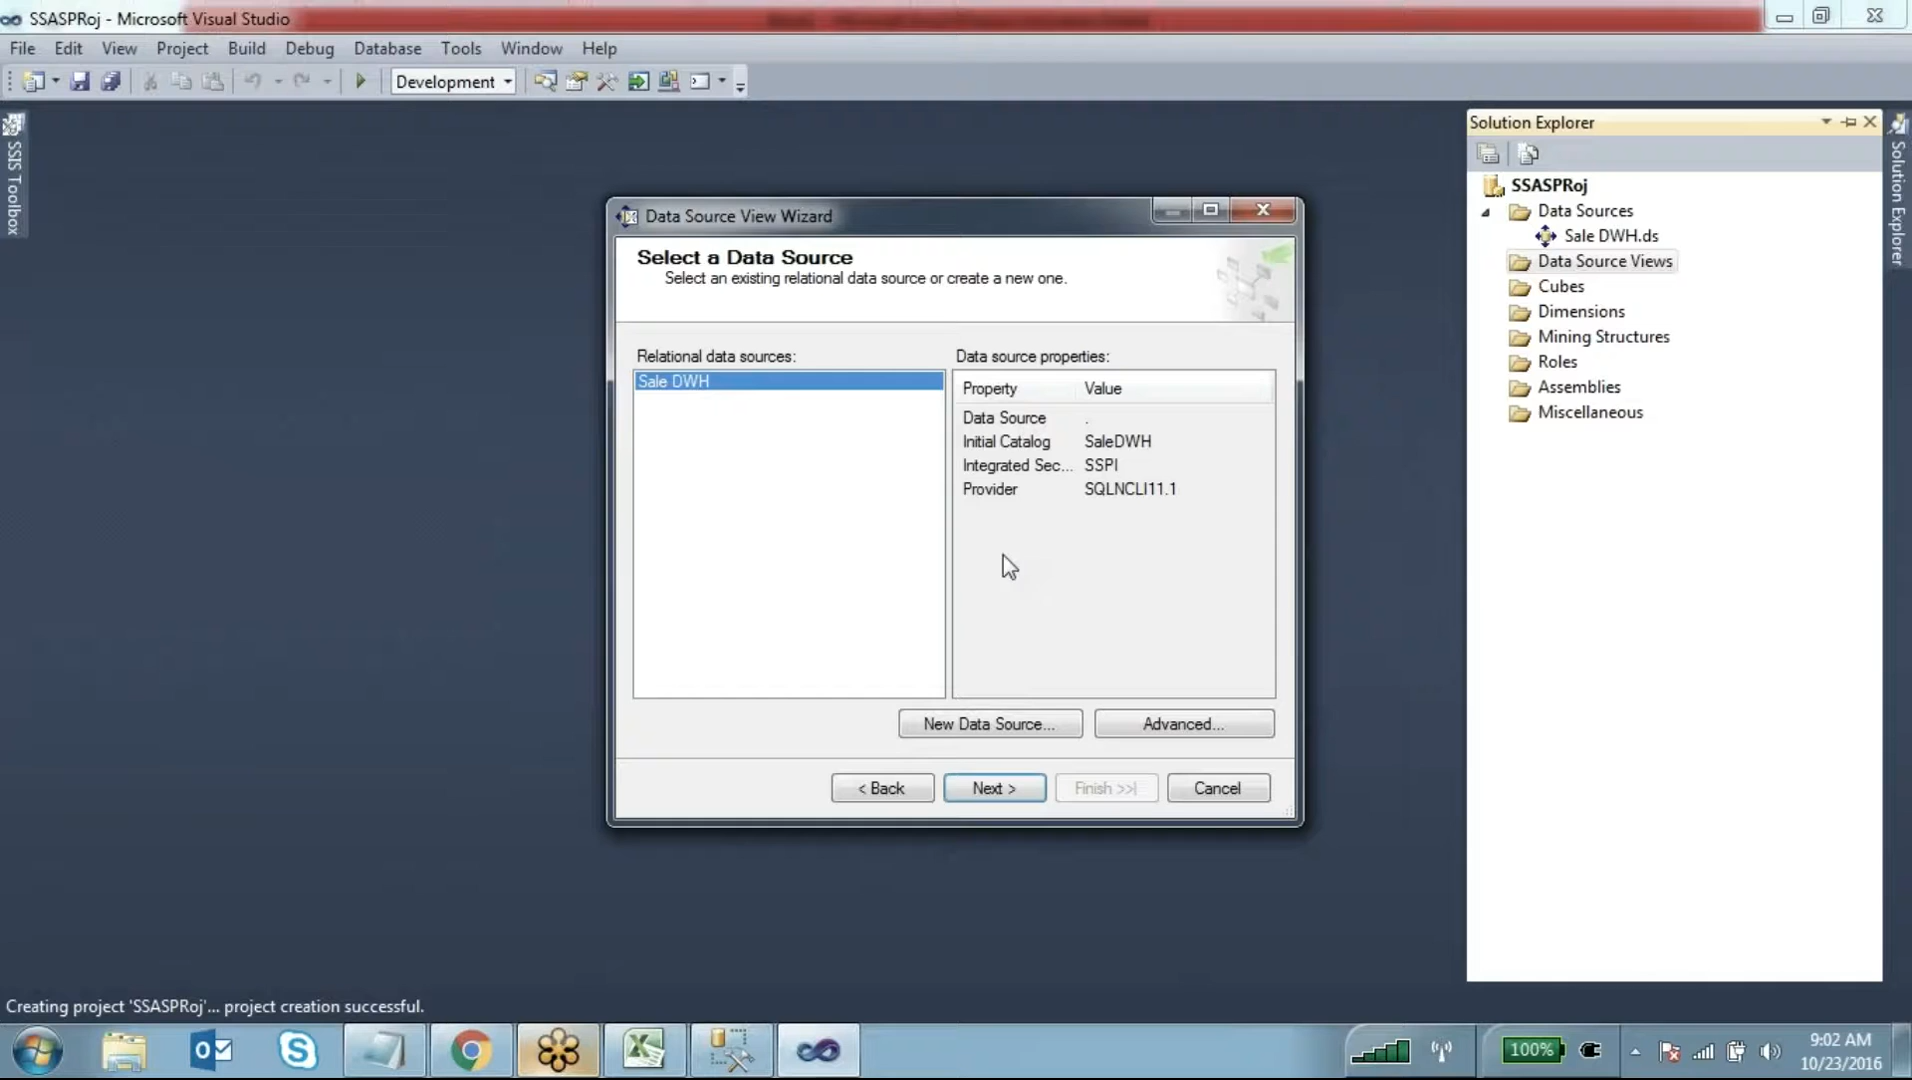 SSASPRoj - Microsoft Visual Studio
File Edit View Project Build Debug Database Tools Window Help
Development
SSIS Toolbox
Data Source View Wizard
Select a Data Source
Select an existing relational data source or create a new one.
Relational data sources:
Sale DWH
Data source properties:
Property Value
Data Source .
Initial Catalog SaleDWH
Integrated Sec... SSPI
Provider SQLNCLI11.1
New Data Source... Advanced...
< Back Next > Finish >>| Cancel
Solution Explorer
SSASPRoj
Data Sources
Sale DWH.ds
Data Source Views
Cubes
Dimensions
Mining Structures
Roles
Assemblies
Miscellaneous
Solution Explorer
Creating project 'SSASPRoj'... project creation successful.
100%
9:02 AM
10/23/2016